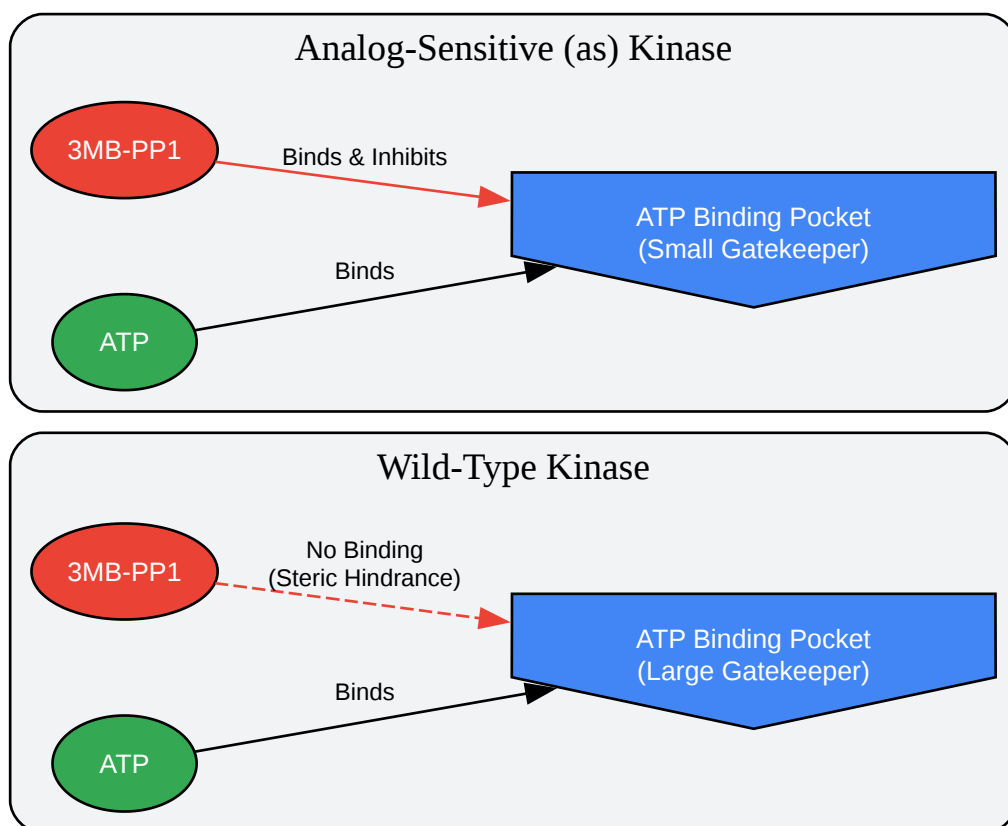 Analog-Sensitive (as) Kinase
3MB-PP1
Binds & Inhibits
ATP Binding Pocket
(Small Gatekeeper)
Binds
ATP
Wild-Type Kinase
3MB-PP1
No Binding
(Steric Hindrance)
ATP Binding Pocket
(Large Gatekeeper)
Binds
ATP